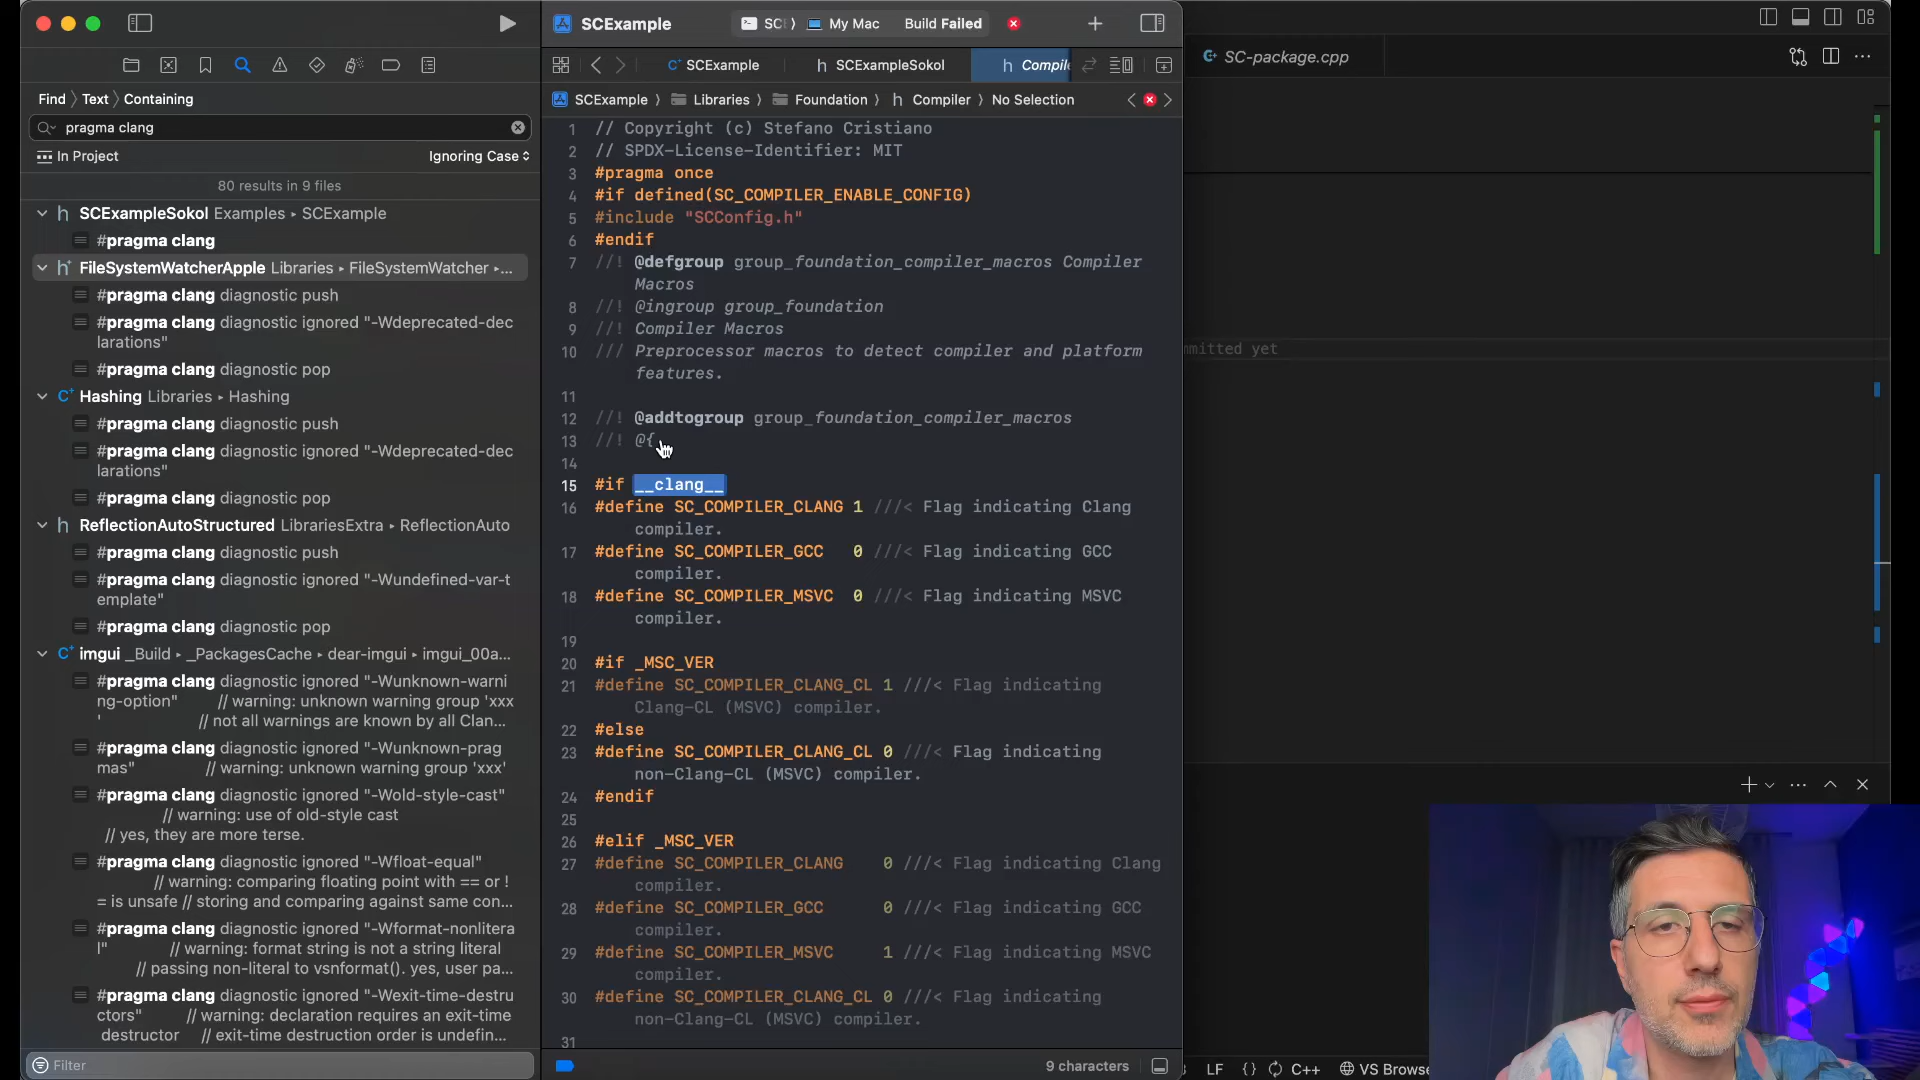 SCExample
SC
My Mac
Build Failed
SC-package.cpp
SCExample
SCExampleSokol
Compile
Find
Text
Containing
SCExample
Libraries
Foundation
Compiler
No Selection
pragma clang
In Project
Ignoring Case
80 results in 9 files
SCExampleSokol Examples ▸ SCExample
#pragma clang
FileSystemWatcherApple Libraries ▸ FileSystemWatcher ▸...
#pragma clang diagnostic push
#pragma clang diagnostic ignored "-Wdeprecated-dec
larations"
#pragma clang diagnostic pop
Hashing Libraries ▸ Hashing
#pragma clang diagnostic push
#pragma clang diagnostic ignored "-Wdeprecated-dec
larations"
#pragma clang diagnostic pop
ReflectionAutoStructured LibrariesExtra ▸ ReflectionAuto
#pragma clang diagnostic push
#pragma clang diagnostic ignored "-Wundefined-var-t
emplate"
#pragma clang diagnostic pop
imgui _Build ▸ _PackagesCache ▸ dear-imgui ▸ imgui_00a...
#pragma clang diagnostic ignored "-Wunknown-warni
ng-option" // warning: unknown warning group 'xxx
' // not all warnings are known by all Clan...
#pragma clang diagnostic ignored "-Wunknown-prag
mas" // warning: unknown warning group 'xxx'
#pragma clang diagnostic ignored "-Wold-style-cast"
// warning: use of old-style cast
// yes, they are more terse.
#pragma clang diagnostic ignored "-Wfloat-equal"
// warning: comparing floating point with == or !
= is unsafe // storing and comparing against same con...
#pragma clang diagnostic ignored "-Wformat-nonlitera
l" // warning: format string is not a string literal
// passing non-literal to vsnformat(). yes, user pa...
#pragma clang diagnostic ignored "-Wexit-time-destru
ctors" // warning: declaration requires an exit-time
destructor // exit-time destruction order is undefin...
Filter
1 // Copyright (c) Stefano Cristiano
2 // SPDX-License-Identifier: MIT
3 #pragma once
4 #if defined(SC_COMPILER_ENABLE_CONFIG)
5 #include "SCConfig.h"
6 #endif
7 //! @defgroup group_foundation_compiler_macros Compiler
Macros
8 //! @ingroup group_foundation
9 //! Compiler Macros
10 /// Preprocessor macros to detect compiler and platform
features.
11
12 //! @addtogroup group_foundation_compiler_macros
13 //! @{
14
15 #if __clang__
16 #define SC_COMPILER_CLANG 1 ///< Flag indicating Clang
compiler.
17 #define SC_COMPILER_GCC 0 ///< Flag indicating GCC
compiler.
18 #define SC_COMPILER_MSVC 0 ///< Flag indicating MSVC
compiler.
19
20 #if _MSC_VER
21 #define SC_COMPILER_CLANG_CL 1 ///< Flag indicating
Clang-CL (MSVC) compiler.
22 #else
23 #define SC_COMPILER_CLANG_CL 0 ///< Flag indicating
non-Clang-CL (MSVC) compiler.
24 #endif
25
26 #elif _MSC_VER
27 #define SC_COMPILER_CLANG 0 ///< Flag indicating Clang
compiler.
28 #define SC_COMPILER_GCC 0 ///< Flag indicating GCC
compiler.
29 #define SC_COMPILER_MSVC 1 ///< Flag indicating MSVC
compiler.
30 #define SC_COMPILER_CLANG_CL 0 ///< Flag indicating
non-Clang-CL (MSVC) compiler.
31
9 characters
mitted yet
LF
{}
C++
VS Browse